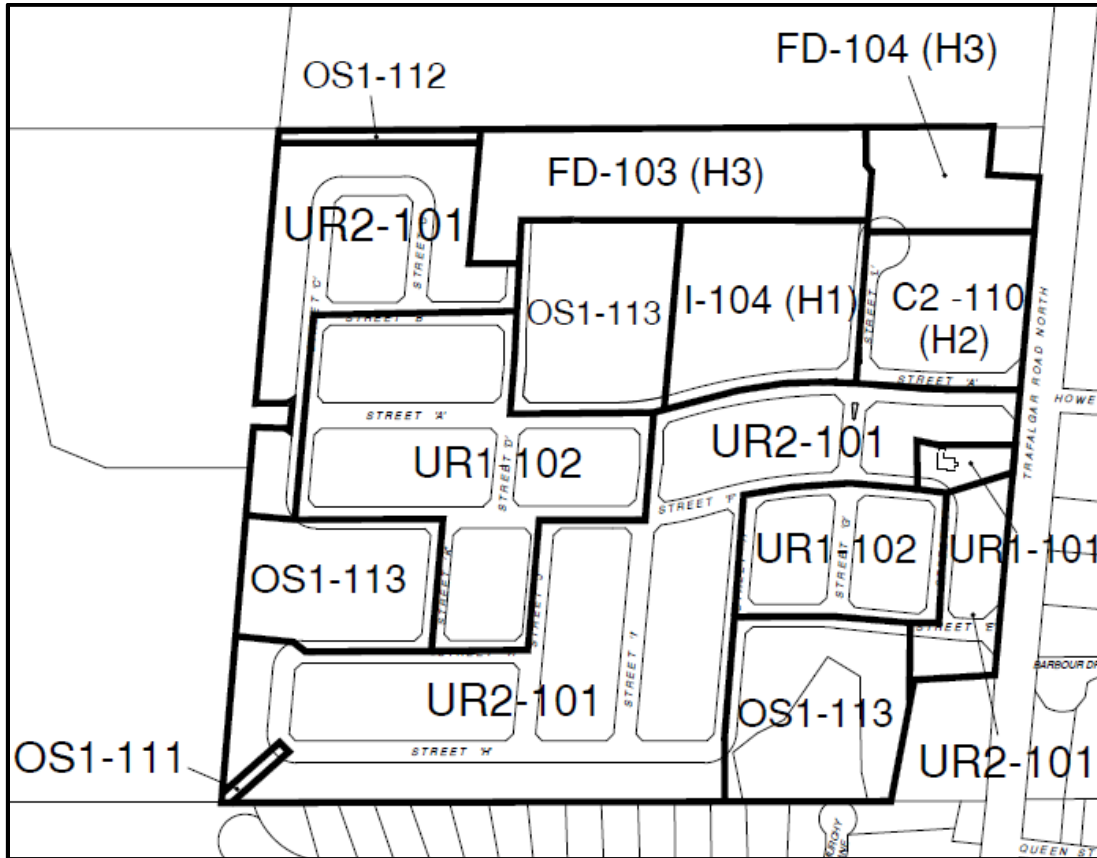 FD-104 (H3)
OS1-112
FD-103 (H3)
UR2-101
STREET 'L'
C2 -110
(H2)
I-104 (H1)
OS1-113
STREET 'B'
STREET 'A'
TRAFALGAR ROAD NORTH
HOWE
STREET 'A'
UR2-101
UR1 102
STREET 'D'
STREET 'F'
UR1 102
STREET 'G'
UR1-101
OS1-113
STREET 'K'
STREET 'J'
STREET 'I'
STREET 'E'
BARBOUR DR
UR2-101
OS1-113
STREET 'H'
OS1-111
UR2-101
QUEEN ST